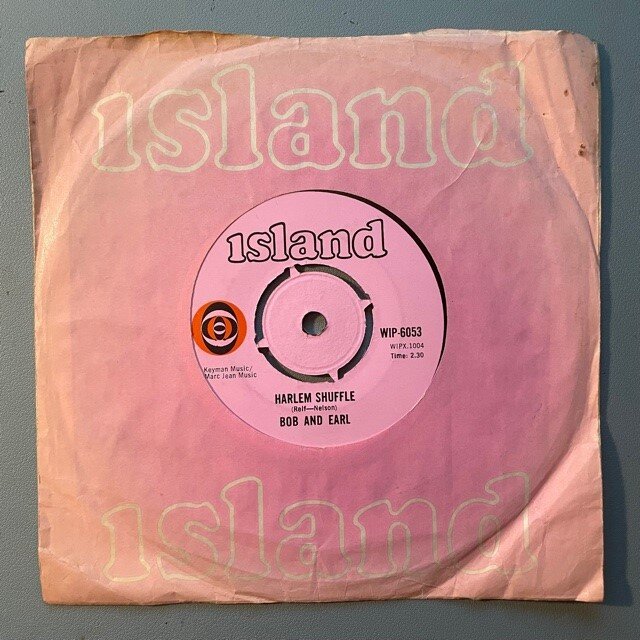 island
island
WIP-6053
WIPX.1004
Time: 2.30
Keyman Music/
Marc Jean Music
HARLEM SHUFFLE
(Relf—Nelson)
BOB AND EARL
island